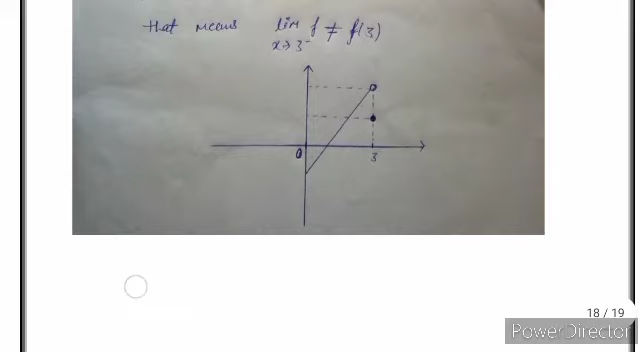 that means lim f ≠ f(3)
x→3⁻
0
3
18 / 19
PowerDirector